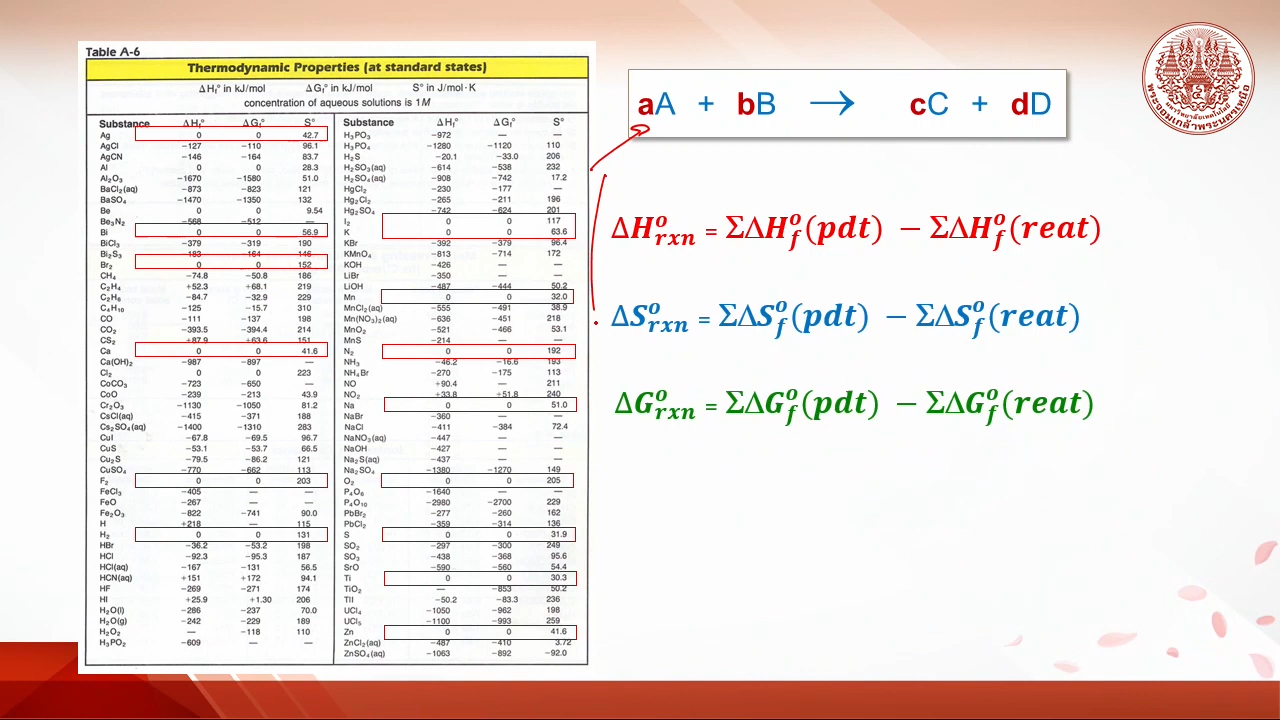 Table A-6
Thermodynamic Properties (at standard states)
ΔHf° in kJ/mol ΔGf° in kJ/mol S° in J/mol·K
concentration of aqueous solutions is 1M
Substance ΔHf° ΔGf° S°
Ag 0 0 42.7
AgCl −127 −110 96.1
AgCN −146 −164 83.7
Al 0 0 28.3
Al₂O₃ −1670 −1580 51.0
BaCl₂(aq) −873 −823 121
BaSO₄ −1470 −1350 132
Be 0 0 9.54
Be₃N₂ −568 −512 —
Bi 0 0 56.9
BiCl₃ −379 −319 190
Bi₂S₃ −183 −164 146
Br₂ 0 0 152
CH₄ −74.8 −50.8 186
C₂H₄ +52.3 +68.1 219
C₂H₆ −84.7 −32.9 229
C₄H₁₀ −125 −15.7 310
CO −111 −137 198
CO₂ −393.5 −394.4 214
CS₂ +87.9 +63.6 151
Ca 0 0 41.6
Ca(OH)₂ −987 −897 —
Cl₂ 0 0 223
CoCO₃ −723 −650 —
CoO −239 −213 43.9
Cr₂O₃ −1130 −1050 81.2
CsCl(aq) −415 −371 188
Cs₂SO₄(aq) −1400 −1310 283
CuI −67.8 −69.5 96.7
CuS −53.1 −53.7 66.5
Cu₂S −79.5 −86.2 121
CuSO₄ −770 −662 113
F₂ 0 0 203
FeCl₃ −405 — —
FeO −267 — —
Fe₂O₃ −822 −741 90.0
H +218 — 115
H₂ 0 0 131
HBr −36.2 −53.2 198
HCl −92.3 −95.3 187
HCl(aq) −167 −131 56.5
HCN(aq) +151 +172 94.1
HF −269 −271 174
HI +25.9 +1.30 206
H₂O(l) −286 −237 70.0
H₂O(g) −242 −229 189
H₂O₂ — −118 110
H₃PO₂ −609 — —
Substance ΔHf° ΔGf° S°
H₃PO₃ −972 — —
H₃PO₄ −1280 −1120 110
H₂S −20.1 −33.0 206
H₂SO₃(aq) −614 −538 232
H₂SO₄(aq) −908 −742 17.2
HgCl₂ −230 −177 —
Hg₂Cl₂ −265 −211 196
Hg₂SO₄ −742 −624 201
I₂ 0 0 117
K 0 0 63.6
KBr −392 −379 96.4
KMnO₄ −813 −714 172
KOH −426 — —
LiBr −350 — —
LiOH −487 −444 50.2
Mn 0 0 32.0
MnCl₂(aq) −555 −491 38.9
Mn(NO₃)₂(aq) −636 −451 218
MnO₂ −521 −466 53.1
MnS −214 — —
N₂ 0 0 192
NH₃ −46.2 −16.6 193
NH₄Br −270 −175 113
NO +90.4 — 211
NO₂ +33.8 +51.8 240
Na 0 0 51.0
NaBr −360 — —
NaCl −411 −384 72.4
NaNO₃(aq) −447 — —
NaOH −427 — —
Na₂S(aq) −437 — —
Na₂SO₄ −1380 −1270 149
O₂ 0 0 205
P₄O₆ −1640 — —
P₄O₁₀ −2980 −2700 229
PbBr₂ −277 −260 162
PbCl₂ −359 −314 136
S 0 0 31.9
SO₂ −297 −300 249
SO₃ −438 −368 95.6
SrO −590 −560 54.4
Ti 0 0 30.3
TiO₂ — −853 50.2
TlI −50.2 −83.3 236
UCl₄ −1050 −962 198
UCl₅ −1100 −993 259
Zn 0 0 41.6
ZnCl₂(aq) −487 −410 3.72
ZnSO₄(aq) −1063 −892 −92.0
aA + bB → cC + dD
ΔH°rxn = ΣΔH°f(pdt) − ΣΔH°f(reat)
ΔS°rxn = ΣΔS°f(pdt) − ΣΔS°f(reat)
ΔG°rxn = ΣΔG°f(pdt) − ΣΔG°f(reat)